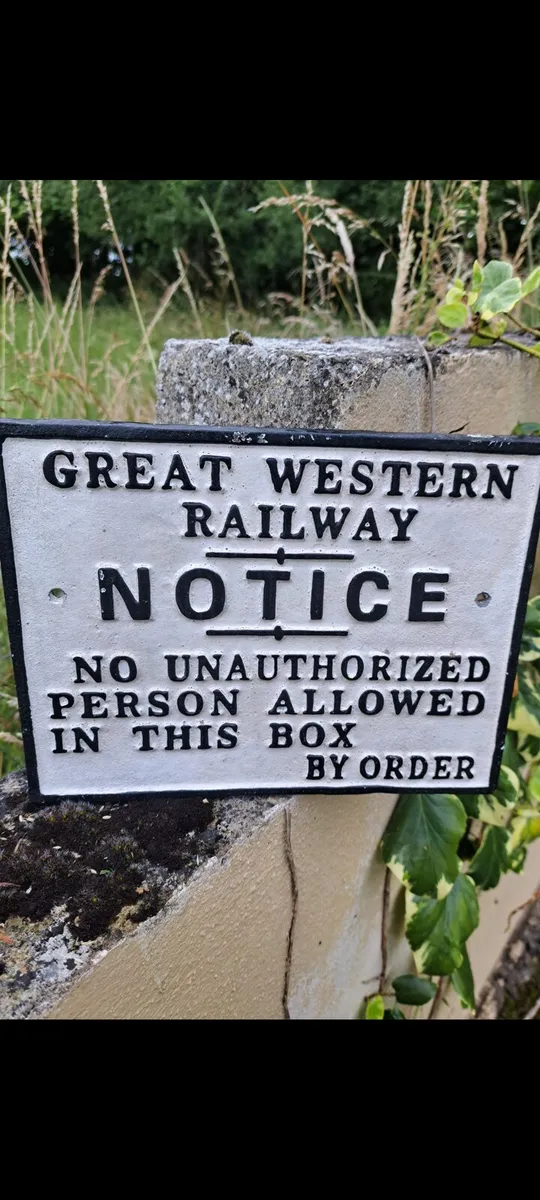 GREAT WESTERN
RAILWAY
NOTICE
NO UNAUTHORIZED
PERSON ALLOWED
IN THIS BOX
BY ORDER